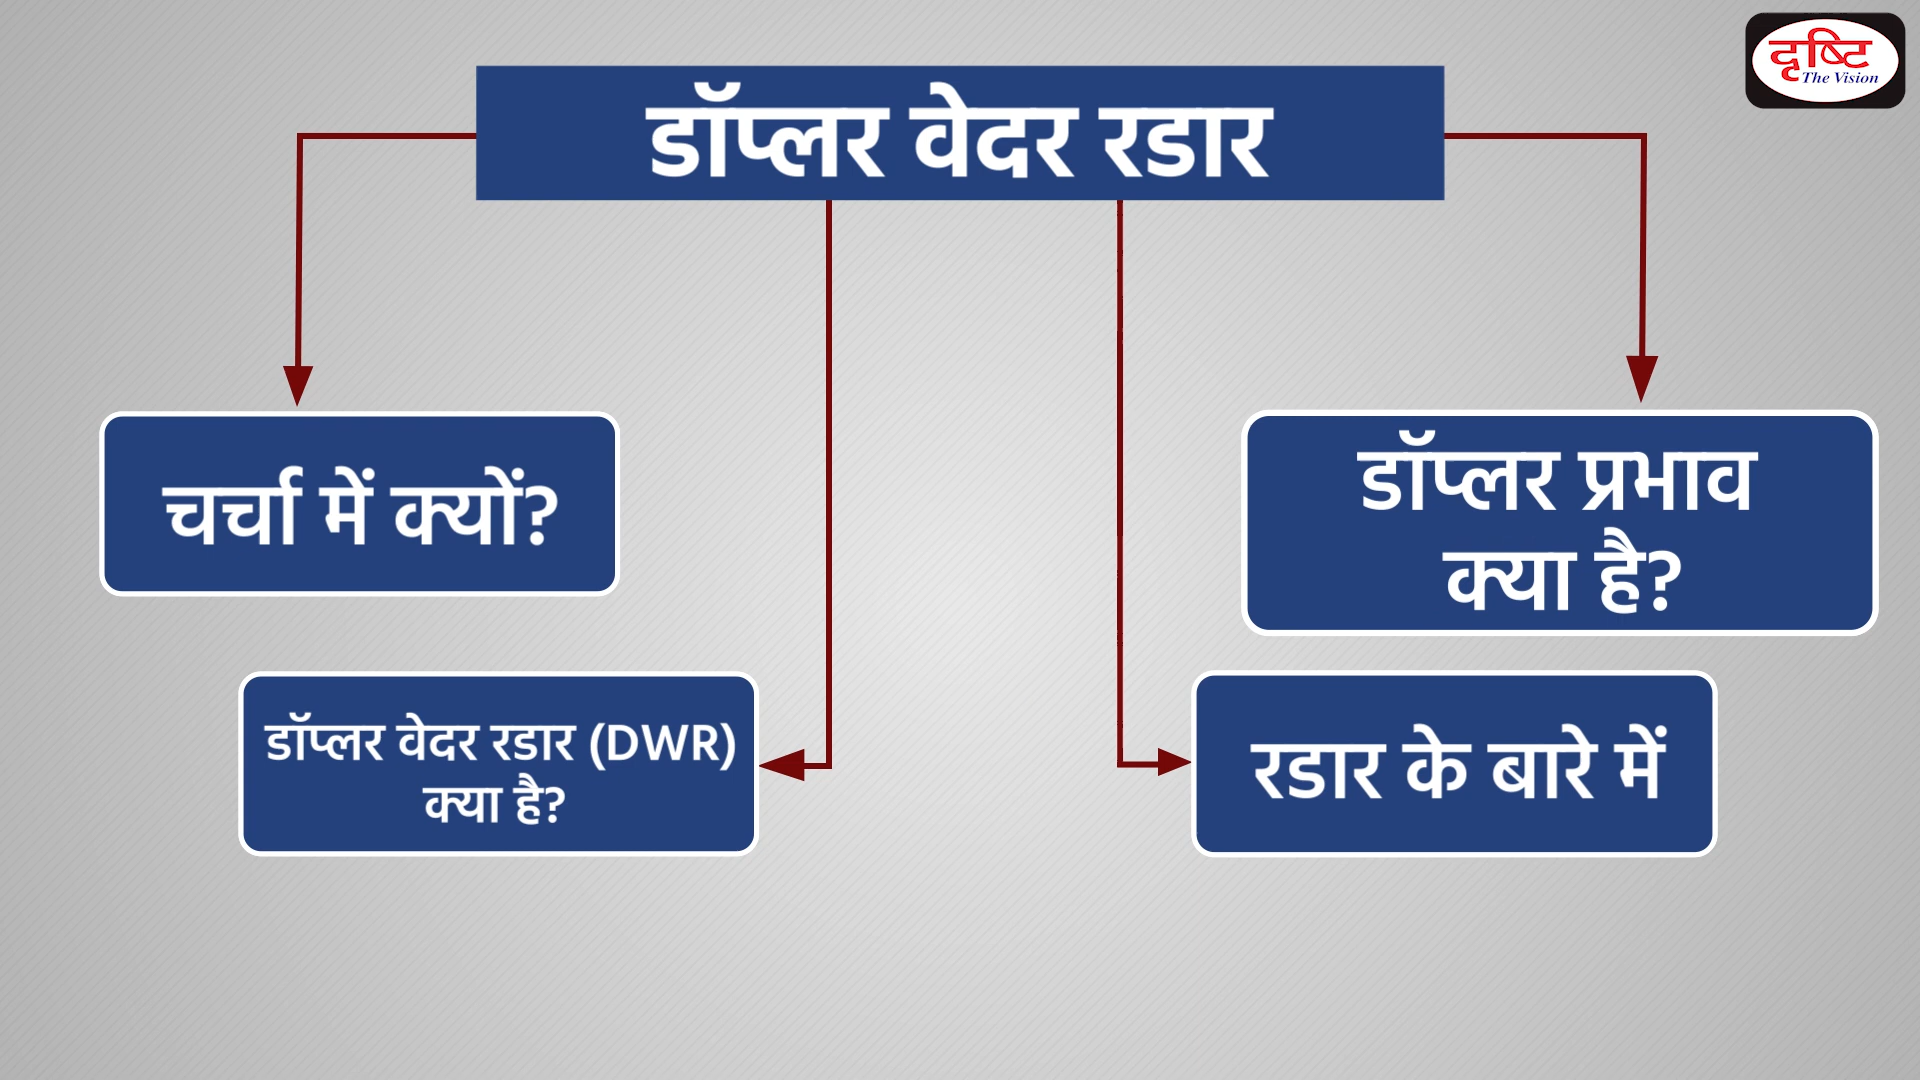 दृष्टि
The Vision
डॉप्लर वेदर रडार
चर्चा में क्यों?
डॉप्लर प्रभाव
क्या है?
डॉप्लर वेदर रडार (DWR)
क्या है?
रडार के बारे में